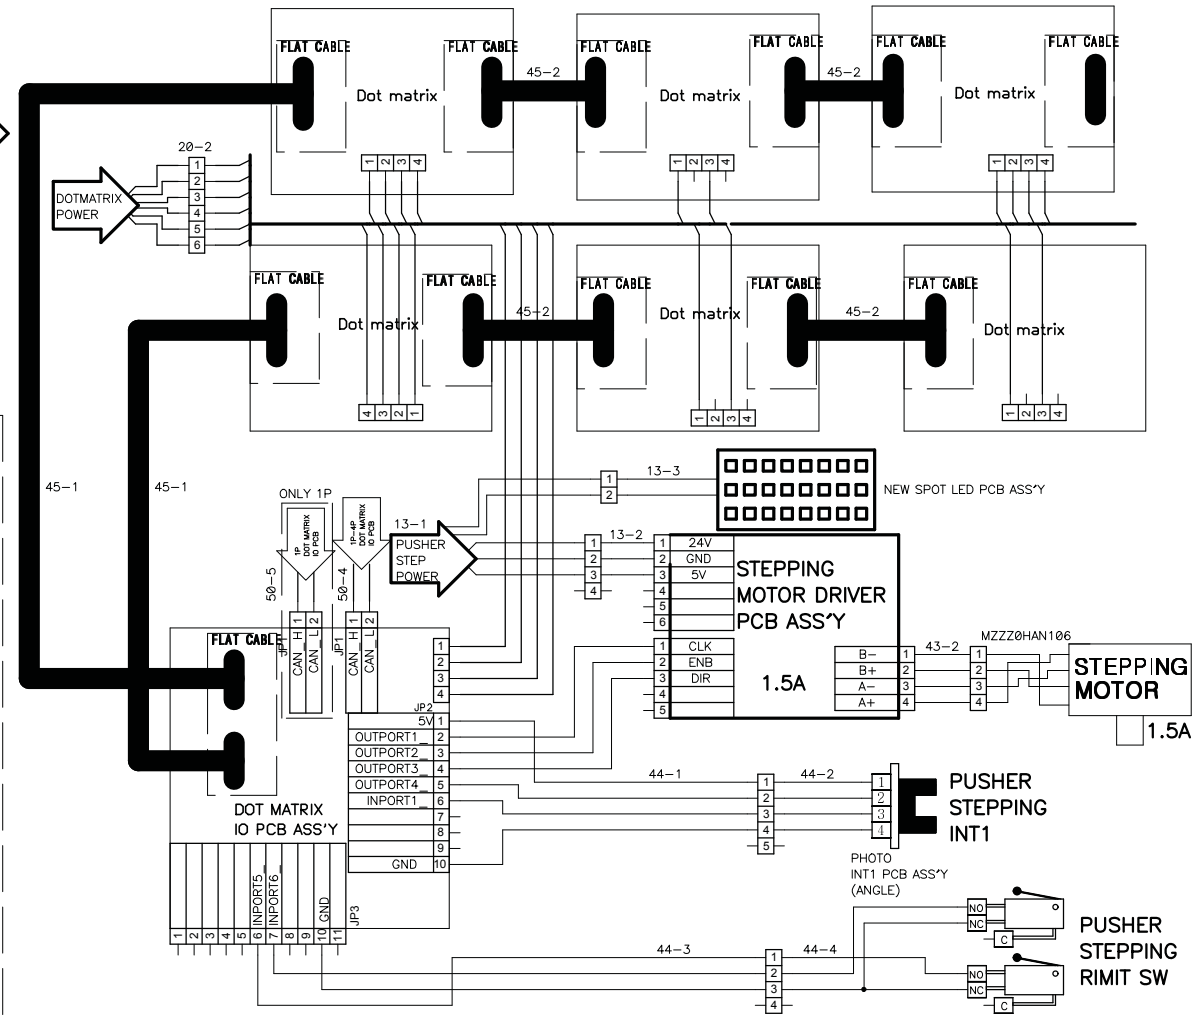 FLAT CABLE
FLAT CABLE
FLAT CABLE
FLAT CABLE
FLAT CABLE
FLAT CABLE
45-2
45-2
Dot matrix
Dot matrix
Dot matrix
1 2 3 4
1 2 3 4
1 2 3 4
20-2
DOTMATRIX
POWER
1
2
3
4
5
6
FLAT CABLE
FLAT CABLE
FLAT CABLE
FLAT CABLE
FLAT CABLE
45-2
45-2
Dot matrix
Dot matrix
Dot matrix
4 3 2 1
1 2 3 4
1 2 3 4
45-1
45-1
ONLY 1P
1P
DOT MATRIX
IO PCB
1P-4P
DOT MATRIX
IO PCB
50-5
50-4
13-1
PUSHER
STEP
POWER
13-3
1
2
NEW SPOT LED PCB ASS'Y
13-2
1
2
3
4
1 24V
2 GND
3 5V
4
5
6
STEPPING
MOTOR DRIVER
PCB ASS'Y
1.5A
1 CLK
2 ENB
3 DIR
4
5
B- 1
B+ 2
A- 3
A+ 4
43-2
1
2
3
4
MZZZ0HAN106
STEPPING
MOTOR
1.5A
FLAT CABLE
JP1
CAN_H 1
CAN_L 2
JP1
CAN_H 1
CAN_L 2
1
2
3
4
JP2
5V 1
OUTPORT1_ 2
OUTPORT2_ 3
OUTPORT3_ 4
OUTPORT4_ 5
INPORT1_ 6
7
8
9
GND 10
DOT MATRIX
IO PCB ASS'Y
44-1
44-2
1
2
3
4
5
1
2
3
4
PUSHER
STEPPING
INT1
PHOTO
INT1 PCB ASS'Y
(ANGLE)
INPORT5_
INPORT6_
GND
JP3
1 2 3 4 5 6 7 8 9 10 11
44-3
44-4
1
2
3
4
NO
NC
C
NO
NC
C
PUSHER
STEPPING
RIMIT SW